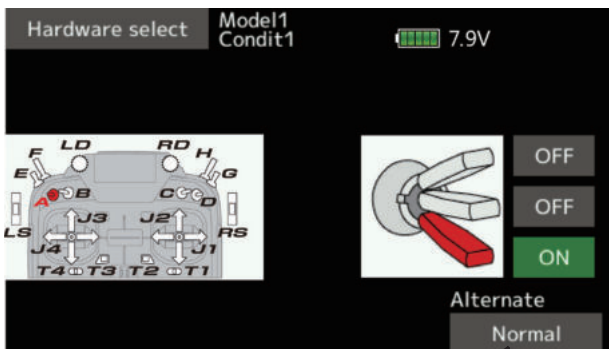 Hardware select
Model1
Condit1
7.9V
F LD RD H
E G
A B C D
J3 J2
LS RS
J4 J1
T4 T3 T2 T1
OFF
OFF
ON
Alternate
Normal